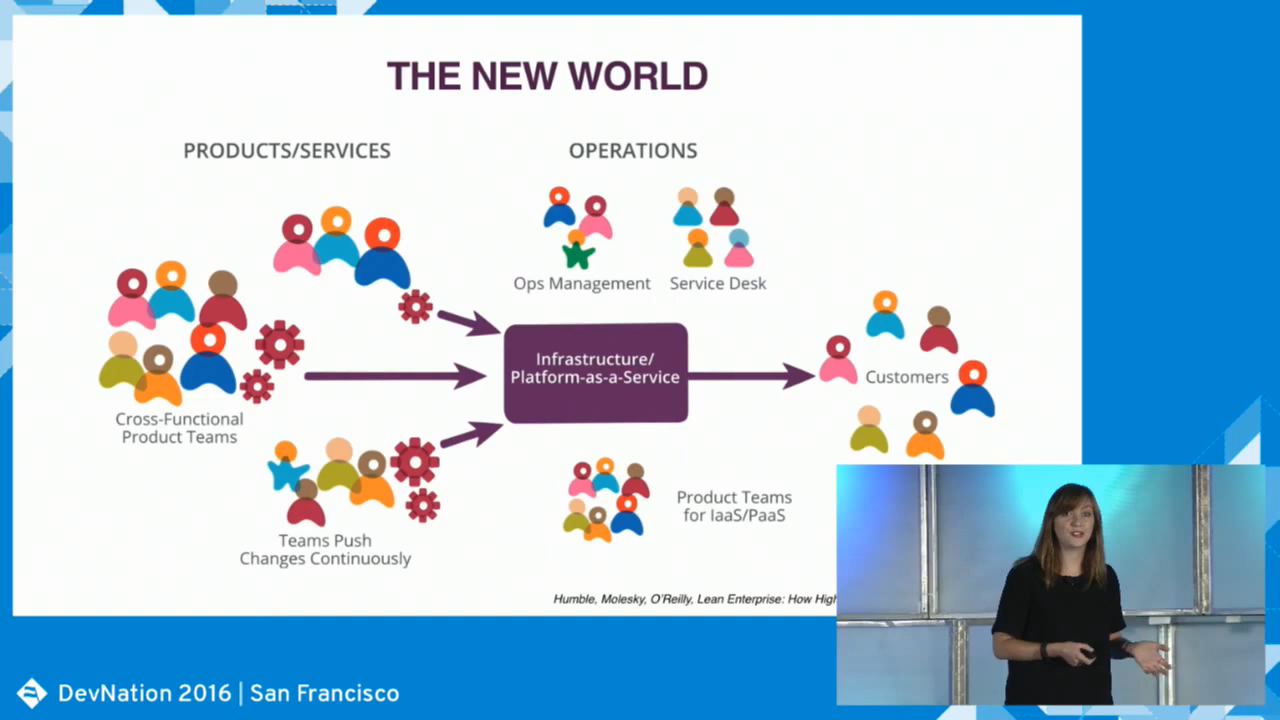 THE NEW WORLD
PRODUCTS/SERVICES
OPERATIONS
Ops Management
Service Desk
Infrastructure/
Platform-as-a-Service
Customers
Cross-Functional
Product Teams
Product Teams
for IaaS/PaaS
Teams Push
Changes Continuously
Humble, Molesky, O'Reilly, Lean Enterprise: How High
DevNation 2016 | San Francisco